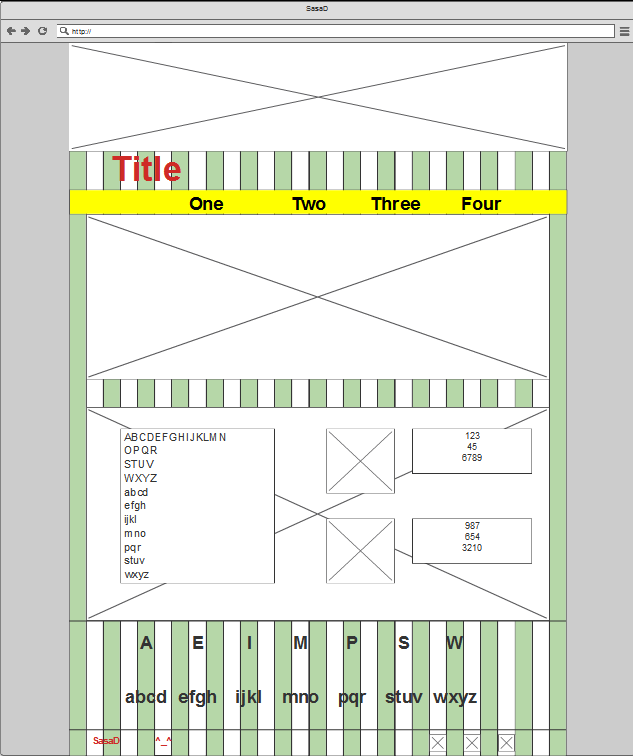 SasaD
http://
Title
One Two Three Four
ABCDEFGHIJKLMN
OPQR
STUV
WXYZ
abcd
efgh
ijkl
mno
pqr
stuv
wxyz
123
45
6789
987
654
3210
A E I M P S W
abcd efgh ijkl mno pqr stuv wxyz
SasaD ^_^